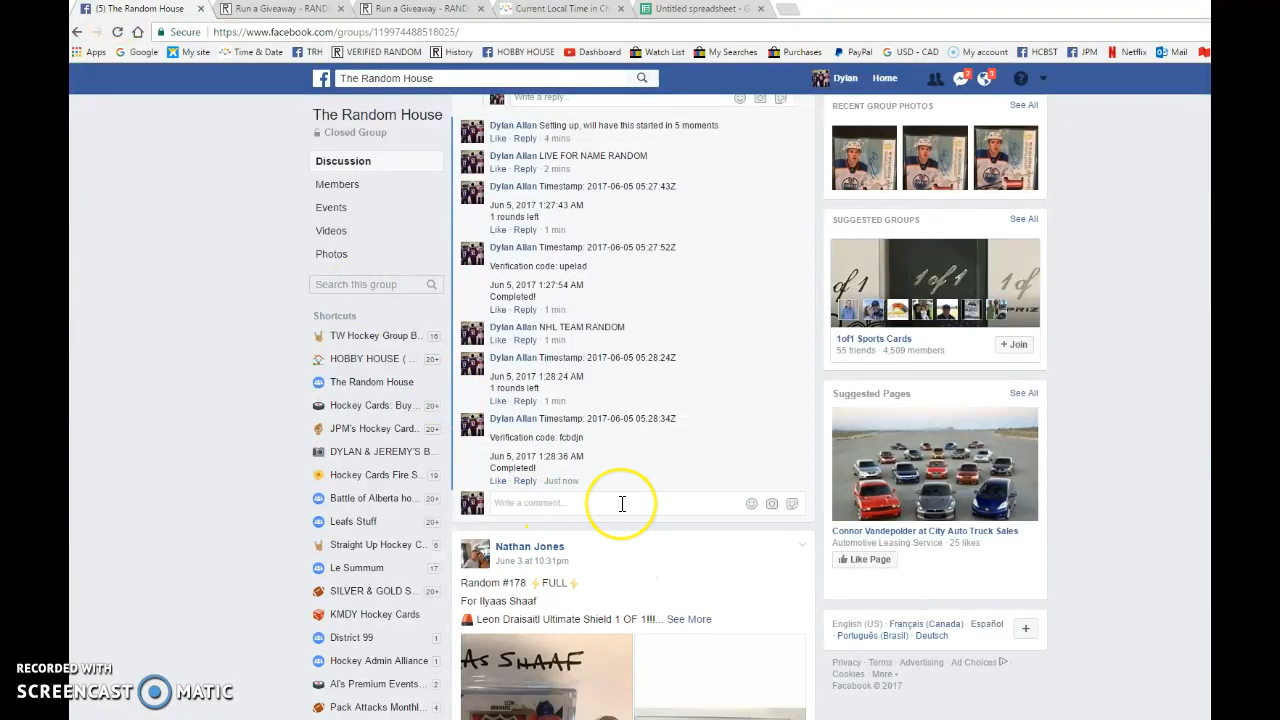 (5) The Random House
Run a Giveaway - RAND
Run a Giveaway - RAND
Current Local Time in Ch
Untitled spreadsheet - G
Secure
https://www.facebook.com/groups/119974488518025/
Apps Google My site Time & Date TRH VERIFIED RANDOM History HOBBY HOUSE Dashboard Watch List My Searches Purchases PayPal USD - CAD My account HCBST JPM Netflix Mail
The Random House
Dylan Home 2 3
The Random House
Closed Group
Discussion
Members
Events
Videos
Photos
Search this group
Shortcuts
TW Hockey Group B... 16
HOBBY HOUSE ( ... 20+
The Random House
Hockey Cards: Buy... 20+
JPM's Hockey Card... 20+
DYLAN & JEREMY'S B...
Hockey Cards Fire S... 20+
Battle of Alberta ho... 20+
Leafs Stuff 20+
Straight Up Hockey C... 6
Le Summum 17
SILVER & GOLD S... 20+
KMDY Hockey Cards
District 99 1
Hockey Admin Alliance 1
Al's Premium Events... 2
Pack Attacks Monthl... 2
Write a reply...
Dylan Allan Setting up, will have this started in 5 moments
Like · Reply · 4 mins
Dylan Allan LIVE FOR NAME RANDOM
Like · Reply · 2 mins
Dylan Allan Timestamp: 2017-06-05 05:27:43Z
Jun 5, 2017 1:27:43 AM
1 rounds left
Like · Reply · 1 min
Dylan Allan Timestamp: 2017-06-05 05:27:52Z
Verification code: upelad
Jun 5, 2017 1:27:54 AM
Completed!
Like · Reply · 1 min
Dylan Allan NHL TEAM RANDOM
Like · Reply · 1 min
Dylan Allan Timestamp: 2017-06-05 05:28:24Z
Jun 5, 2017 1:28:24 AM
1 rounds left
Like · Reply · 1 min
Dylan Allan Timestamp: 2017-06-05 05:28:34Z
Verification code: fcbdjn
Jun 5, 2017 1:28:36 AM
Completed!
Like · Reply · Just now
Write a comment...
Nathan Jones
June 3 at 10:31pm
Random #178 ⚡FULL⚡
For Ilyaas Shaaf
🚨 Leon Draisaitl Ultimate Shield 1 OF 1!!!... See More
AS SHAAF
RECENT GROUP PHOTOS See All
SUGGESTED GROUPS See All
1of1 Sports Cards
55 friends · 4,509 members
+ Join
Suggested Pages See All
Connor Vandepolder at City Auto Truck Sales
Automotive Leasing Service · 25 likes
Like Page
English (US) · Français (Canada) · Español ·
Português (Brasil) · Deutsch
Privacy · Terms · Advertising · Ad Choices
Cookies · More
Facebook © 2017
RECORDED WITH
SCREENCAST MATIC